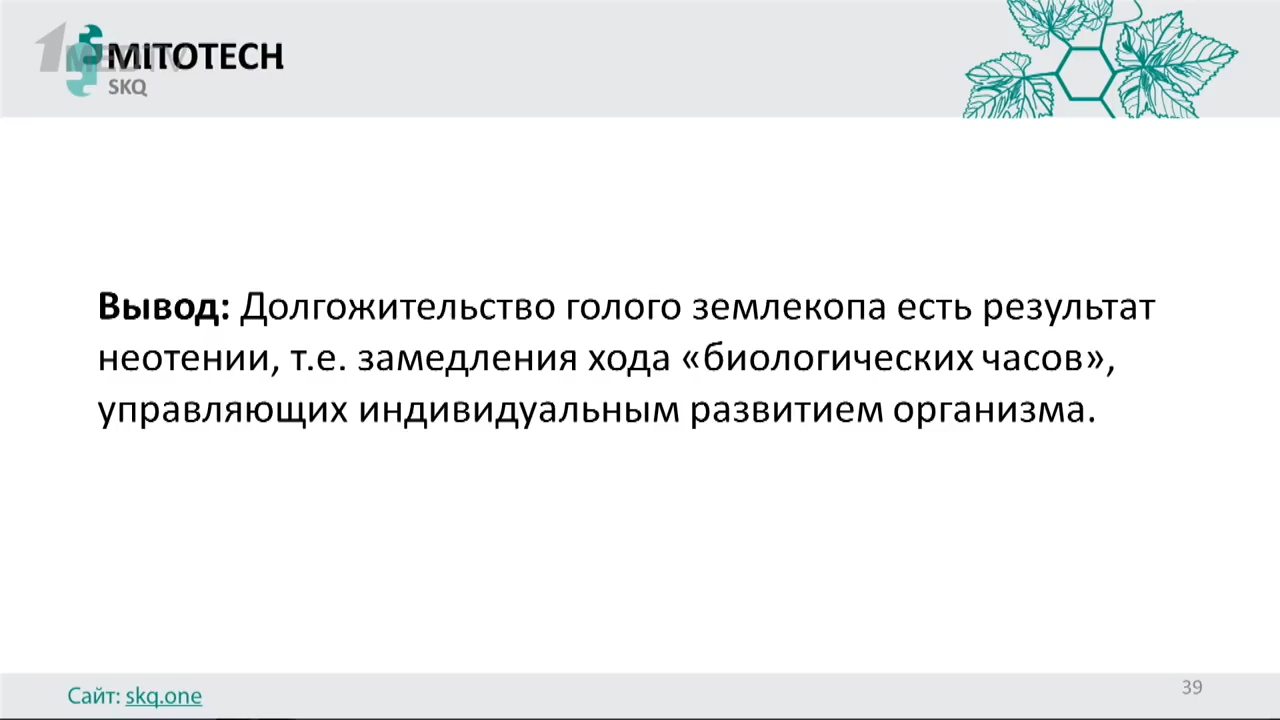 1MEDTV
MITOTECH
SKQ
Вывод: Долгожительство голого землекопа есть результат
неотении, т.е. замедления хода «биологических часов»,
управляющих индивидуальным развитием организма.
Сайт: skq.one
39